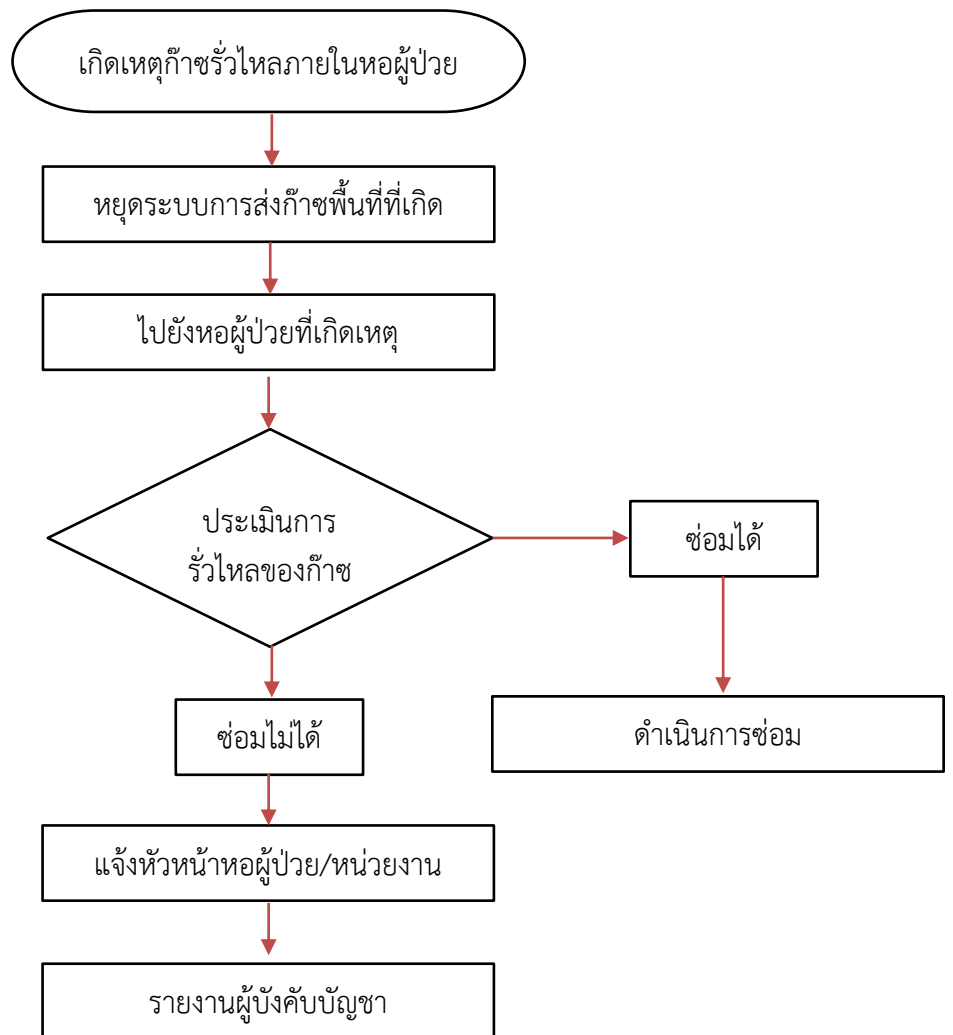 เกิดเหตุก๊าซรั่วไหลภายในหอผู้ป่วย
หยุดระบบการส่งก๊าซพื้นที่ที่เกิด
ไปยังหอผู้ป่วยที่เกิดเหตุ
ประเมินการ
รั่วไหลของก๊าซ
ซ่อมได้
ซ่อมไม่ได้
ดำเนินการซ่อม
แจ้งหัวหน้าหอผู้ป่วย/หน่วยงาน
รายงานผู้บังคับบัญชา